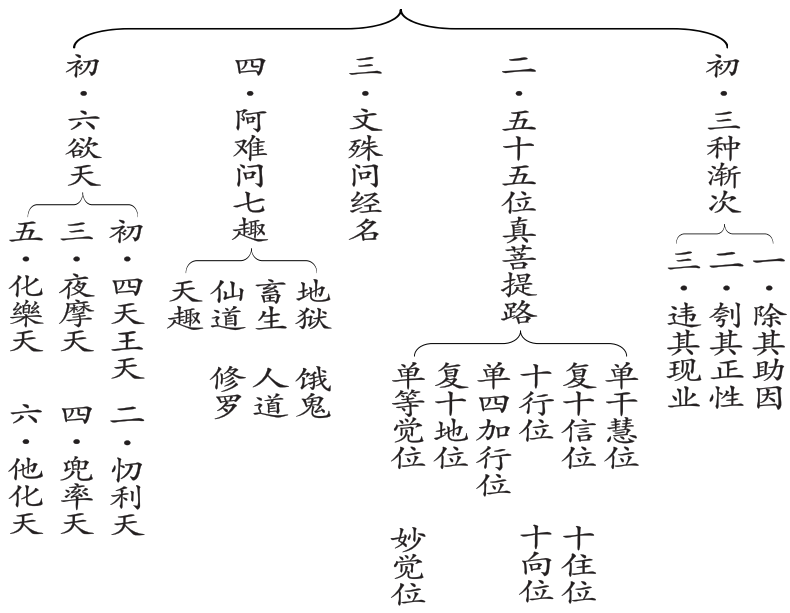 初・三种渐次
一・除其助因
二・刳其正性
三・违其现业
二・五十五位真菩提路
单干慧位
复十信位
十住位
十行位
十向位
单四加行位
复十地位
单等觉位
妙觉位
三・文殊问经名
四・阿难问七趣
地狱
饿鬼
畜生
人道
仙道
修罗
天趣
初・六欲天
初・四天王天
二・忉利天
三・夜摩天
四・兜率天
五・化樂天
六・他化天